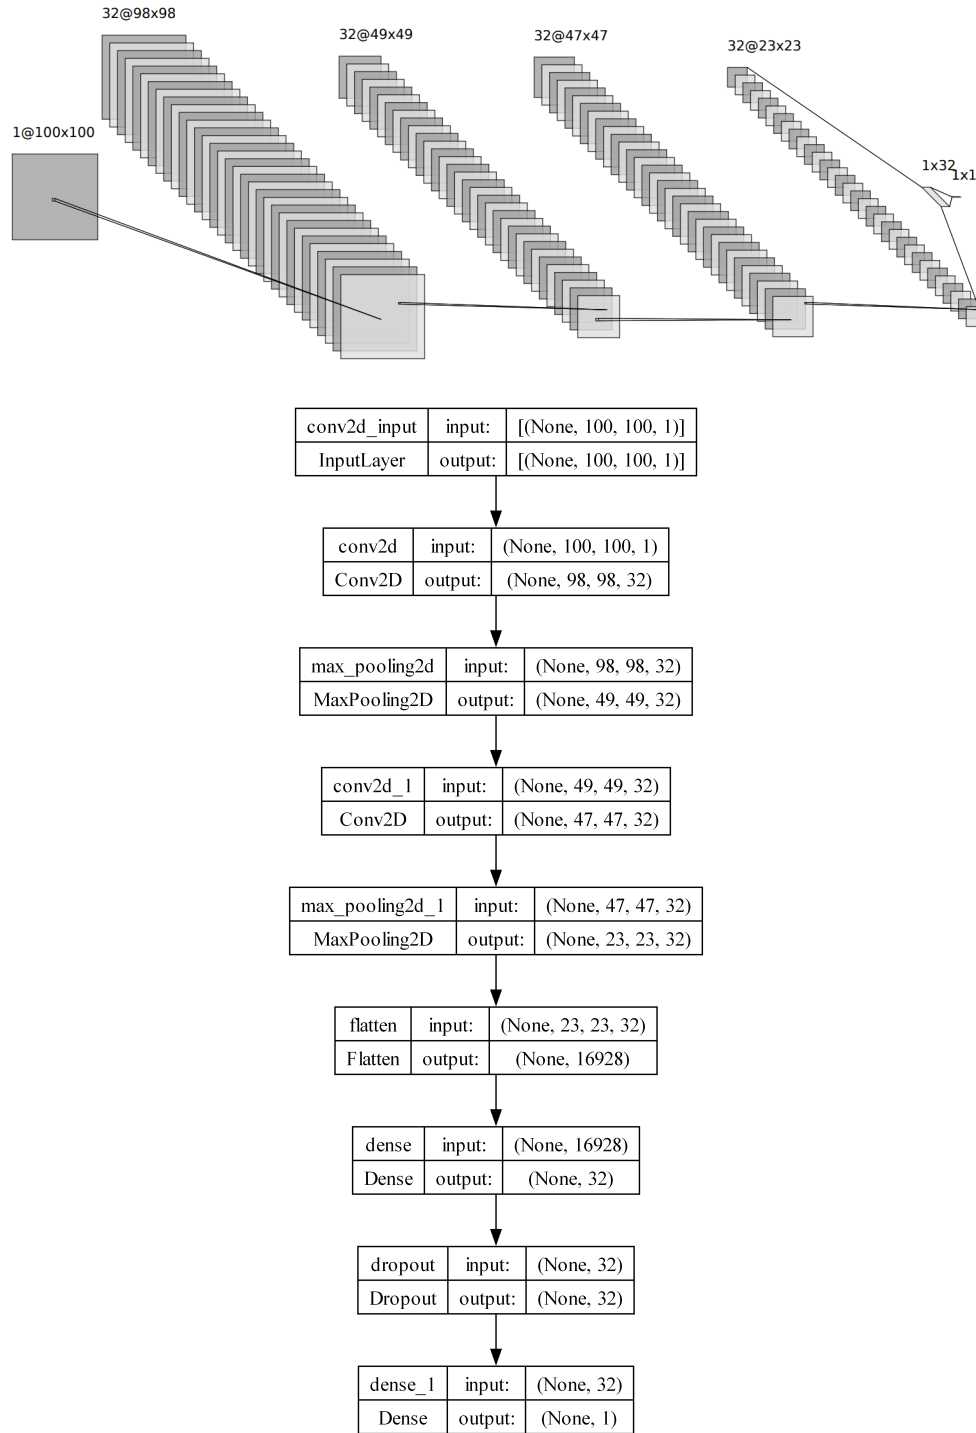 32@98x98
32@49x49
32@47x47
32@23x23
1@100x100
1x32
1x1
conv2d_input input: [(None, 100, 100, 1)]
InputLayer output: [(None, 100, 100, 1)]
conv2d input: (None, 100, 100, 1)
Conv2D output: (None, 98, 98, 32)
max_pooling2d input: (None, 98, 98, 32)
MaxPooling2D output: (None, 49, 49, 32)
conv2d_1 input: (None, 49, 49, 32)
Conv2D output: (None, 47, 47, 32)
max_pooling2d_1 input: (None, 47, 47, 32)
MaxPooling2D output: (None, 23, 23, 32)
flatten input: (None, 23, 23, 32)
Flatten output: (None, 16928)
dense input: (None, 16928)
Dense output: (None, 32)
dropout input: (None, 32)
Dropout output: (None, 32)
dense_1 input: (None, 32)
Dense output: (None, 1)